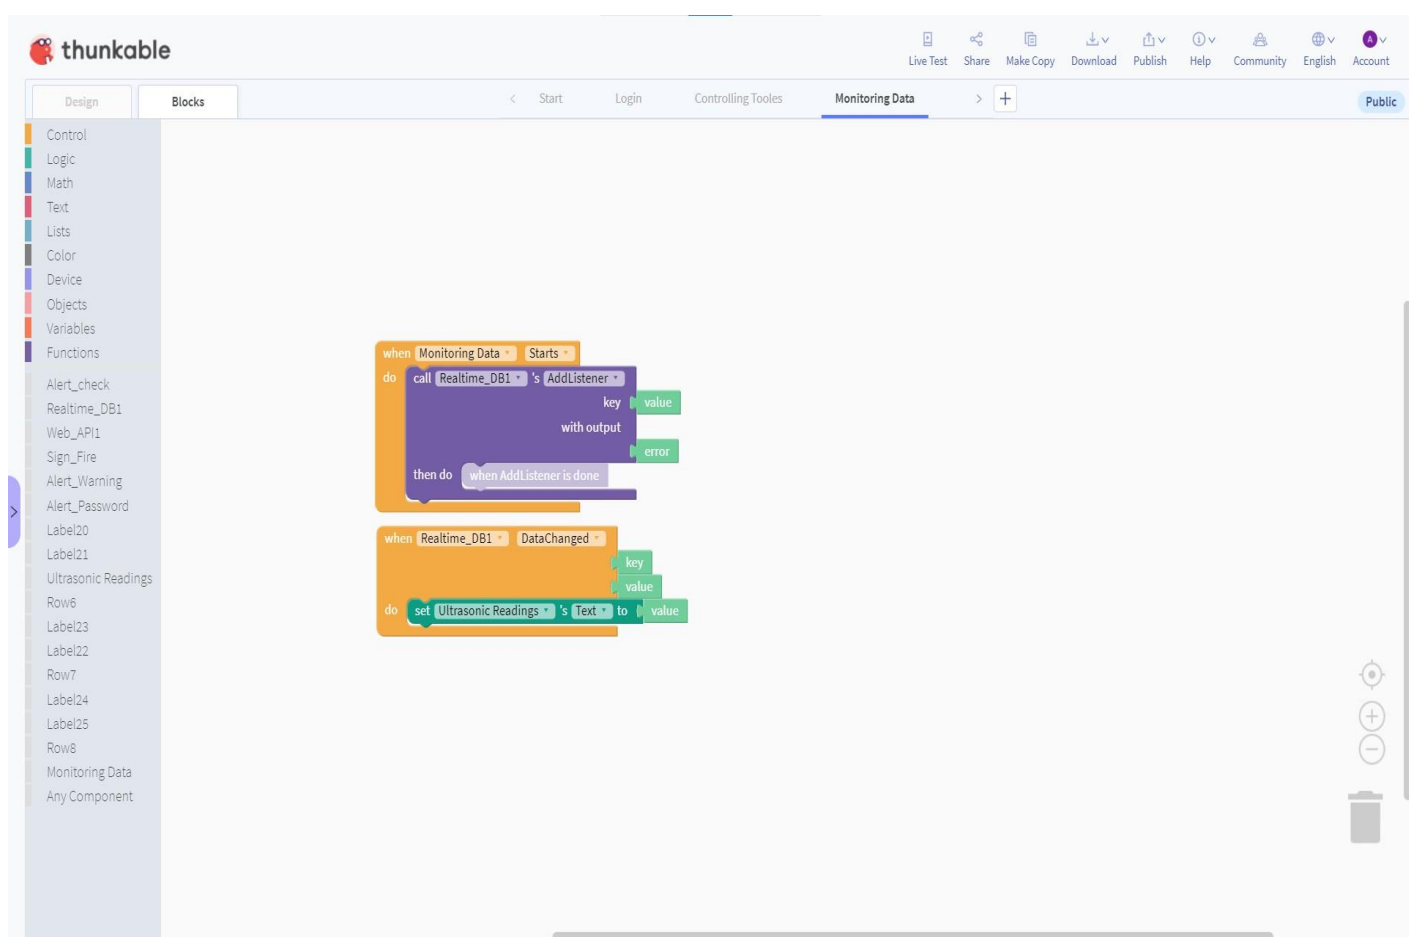 thunkable
Live Test Share Make Copy Download Publish Help Community English A Account
Design Blocks < Start Login Controlling Tooles Monitoring Data > + Public
Control
Logic
Math
Text
Lists
Color
Device
Objects
Variables
Functions
Alert_check
Realtime_DB1
Web_API1
Sign_Fire
Alert_Warning
Alert_Password
Label20
Label21
Ultrasonic Readings
Row6
Label23
Label22
Row7
Label24
Label25
Row8
Monitoring Data
Any Component
when Monitoring Data Starts
do call Realtime_DB1 's AddListener
key value
with output
error
then do when AddListener is done
when Realtime_DB1 DataChanged
key
value
do set Ultrasonic Readings 's Text to value